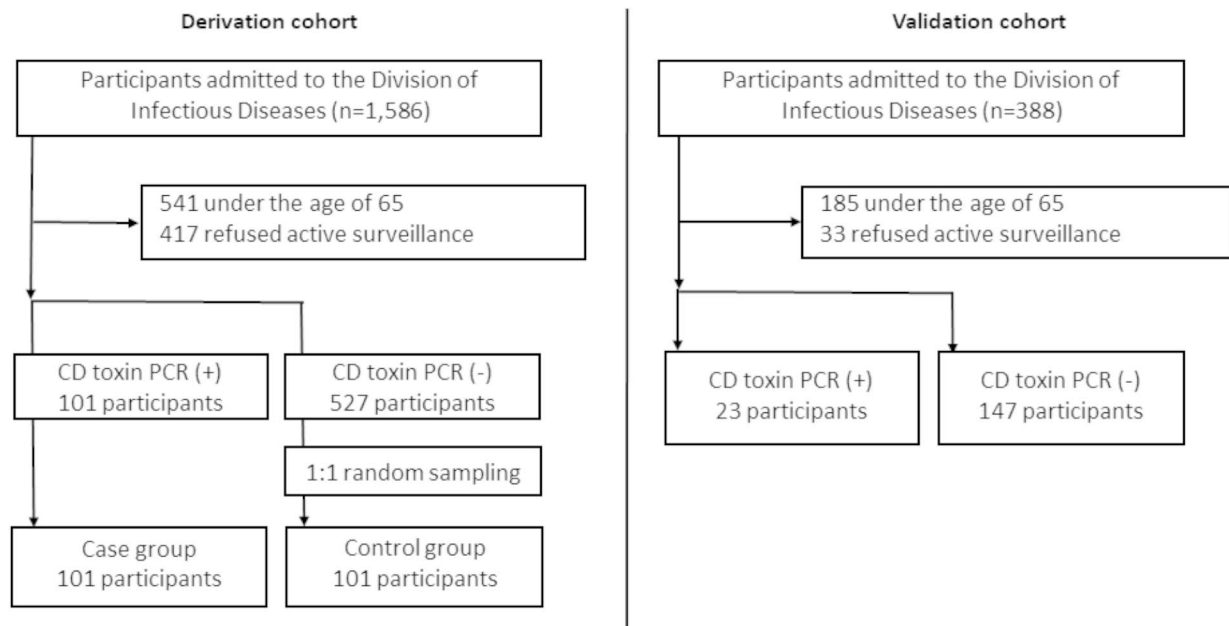 Derivation cohort
Participants admitted to the Division of
Infectious Diseases (n=1,586)
541 under the age of 65
417 refused active surveillance
CD toxin PCR (+)
101 participants
CD toxin PCR (-)
527 participants
1:1 random sampling
Case group
101 participants
Control group
101 participants
Validation cohort
Participants admitted to the Division of
Infectious Diseases (n=388)
185 under the age of 65
33 refused active surveillance
CD toxin PCR (+)
23 participants
CD toxin PCR (-)
147 participants